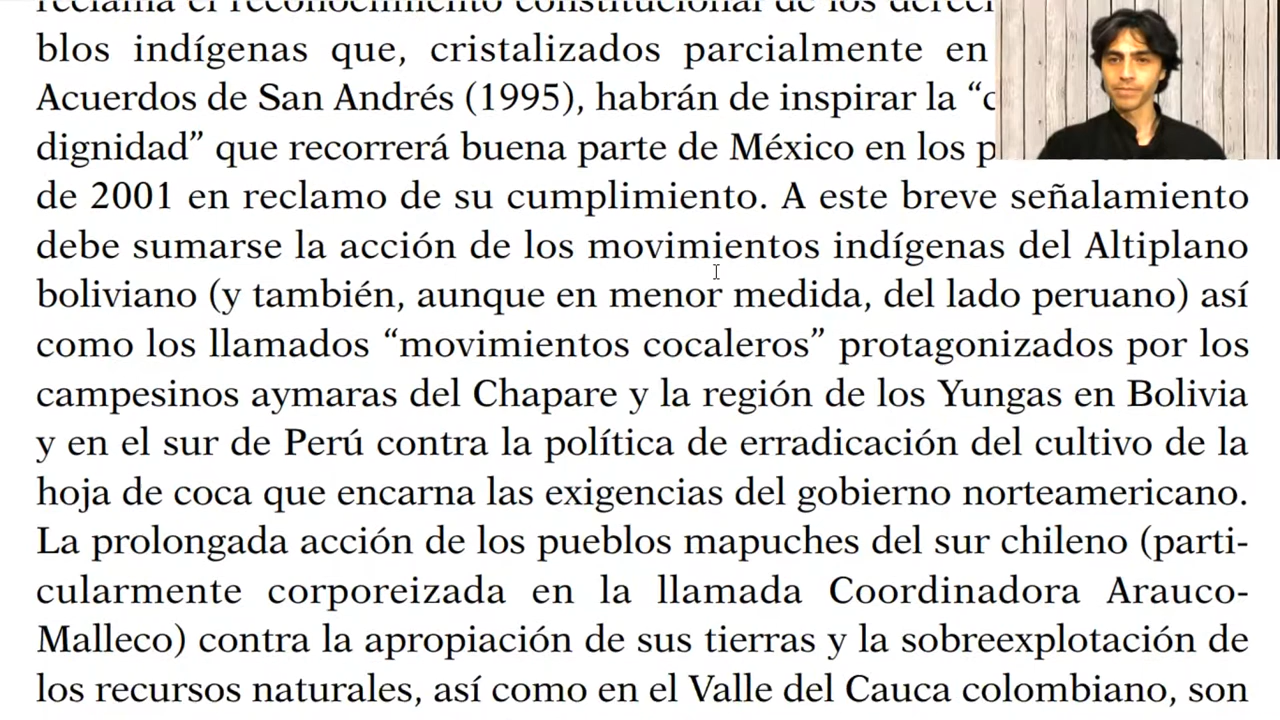 reclama el reconocimiento constitucional de los
blos indígenas que, cristalizados parcialmente en
Acuerdos de San Andrés (1995), habrán de inspirar la “
dignidad” que recorrerá buena parte de México en los
de 2001 en reclamo de su cumplimiento. A este breve señalamiento
debe sumarse la acción de los movimientos indígenas del Altiplano
boliviano (y también, aunque en menor medida, del lado peruano) así
como los llamados “movimientos cocaleros” protagonizados por los
campesinos aymaras del Chapare y la región de los Yungas en Bolivia
y en el sur de Perú contra la política de erradicación del cultivo de la
hoja de coca que encarna las exigencias del gobierno norteamericano.
La prolongada acción de los pueblos mapuches del sur chileno (parti-
cularmente corporeizada en la llamada Coordinadora Arauco-
Malleco) contra la apropiación de sus tierras y la sobreexplotación de
los recursos naturales, así como en el Valle del Cauca colombiano, son